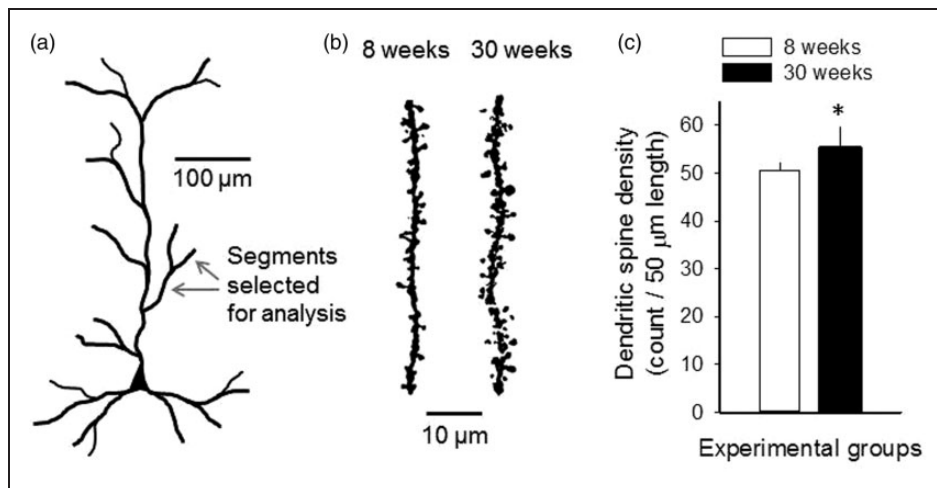 (a)
100 µm
Segments
selected
for analysis
(b)
8 weeks 30 weeks
10 µm
(c)
8 weeks
30 weeks
*
Dendritic spine density
(count / 50 µm length)
60
50
40
30
20
10
0
Experimental groups